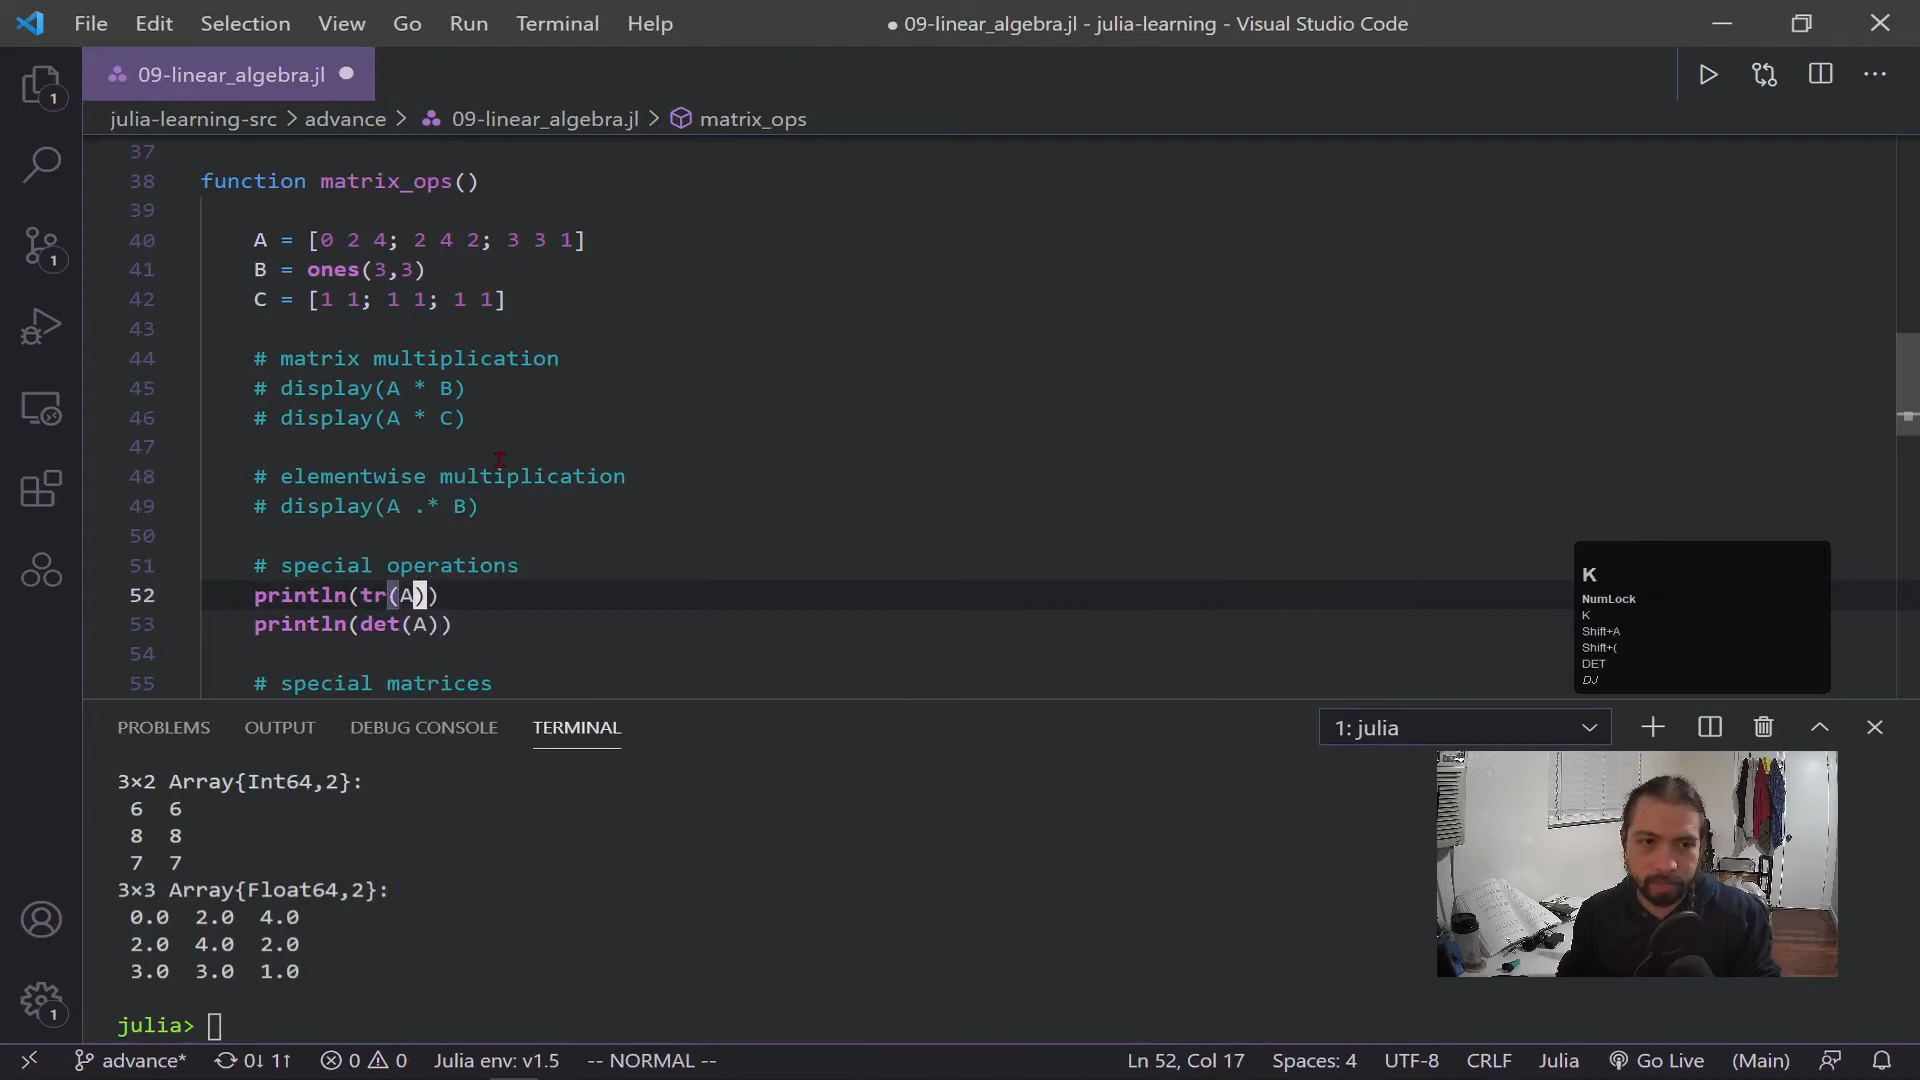 File Edit Selection View Go Run Terminal Help ● 09-linear_algebra.jl - julia-learning - Visual Studio Code
09-linear_algebra.jl
julia-learning-src > advance > 09-linear_algebra.jl > matrix_ops
37
38 function matrix_ops()
39
40 A = [0 2 4; 2 4 2; 3 3 1]
41 B = ones(3,3)
42 C = [1 1; 1 1; 1 1]
43
44 # matrix multiplication
45 # display(A * B)
46 # display(A * C)
47
48 # elementwise multiplication
49 # display(A .* B)
50
51 # special operations
52 println(tr(A))
53 println(det(A))
54
55 # special matrices
1
1
1
K
NumLock
K
Shift+A
Shift+(
DET
DJ
PROBLEMS OUTPUT DEBUG CONSOLE TERMINAL 1: julia
3×2 Array{Int64,2}:
6 6
8 8
7 7
3×3 Array{Float64,2}:
0.0 2.0 4.0
2.0 4.0 2.0
3.0 3.0 1.0
julia>
advance* 0↓ 1↑ 0 0 Julia env: v1.5 -- NORMAL -- Ln 52, Col 17 Spaces: 4 UTF-8 CRLF Julia Go Live (Main)